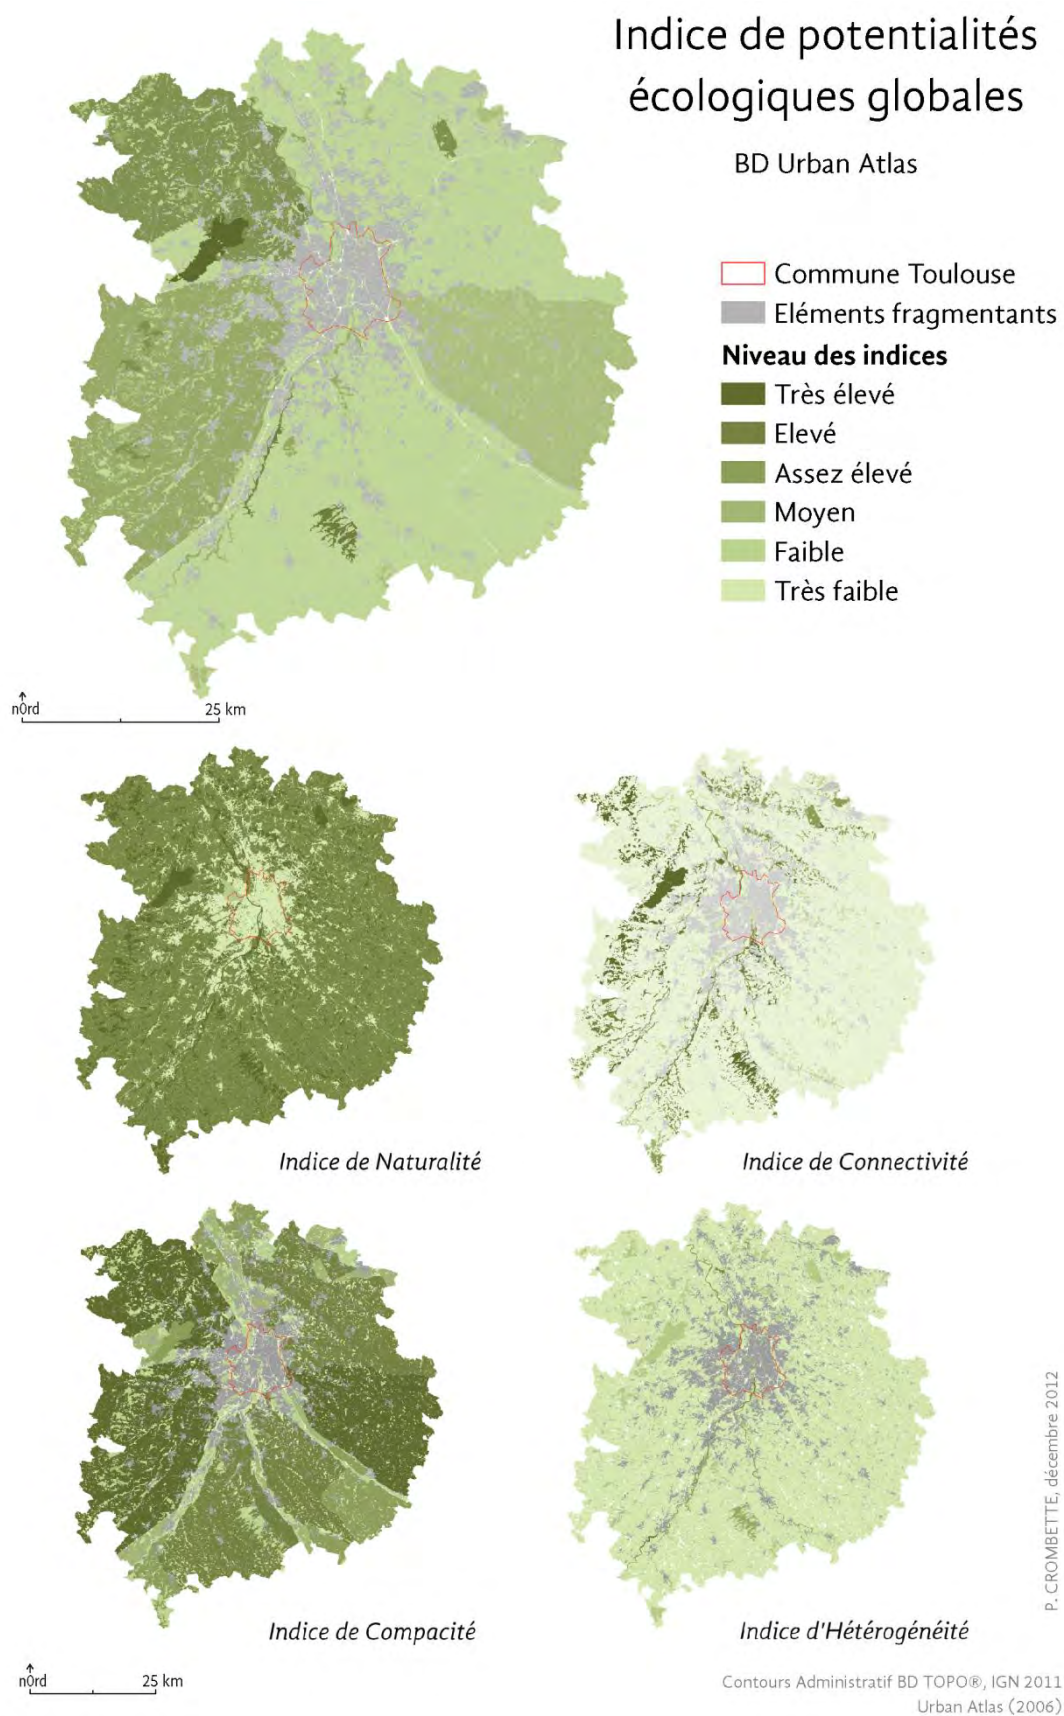 Indice de potentialités
écologiques globales
BD Urban Atlas
Commune Toulouse
Eléments fragmentants
Niveau des indices
Très élevé
Elevé
Assez élevé
Moyen
Faible
Très faible
n0rd
25 km
Indice de Naturalité
Indice de Connectivité
Indice de Compacité
Indice d'Hétérogénéité
n0rd
25 km
P. CROMBETTE, décembre 2012
Contours Administratif BD TOPO®, IGN 2011
Urban Atlas (2006)